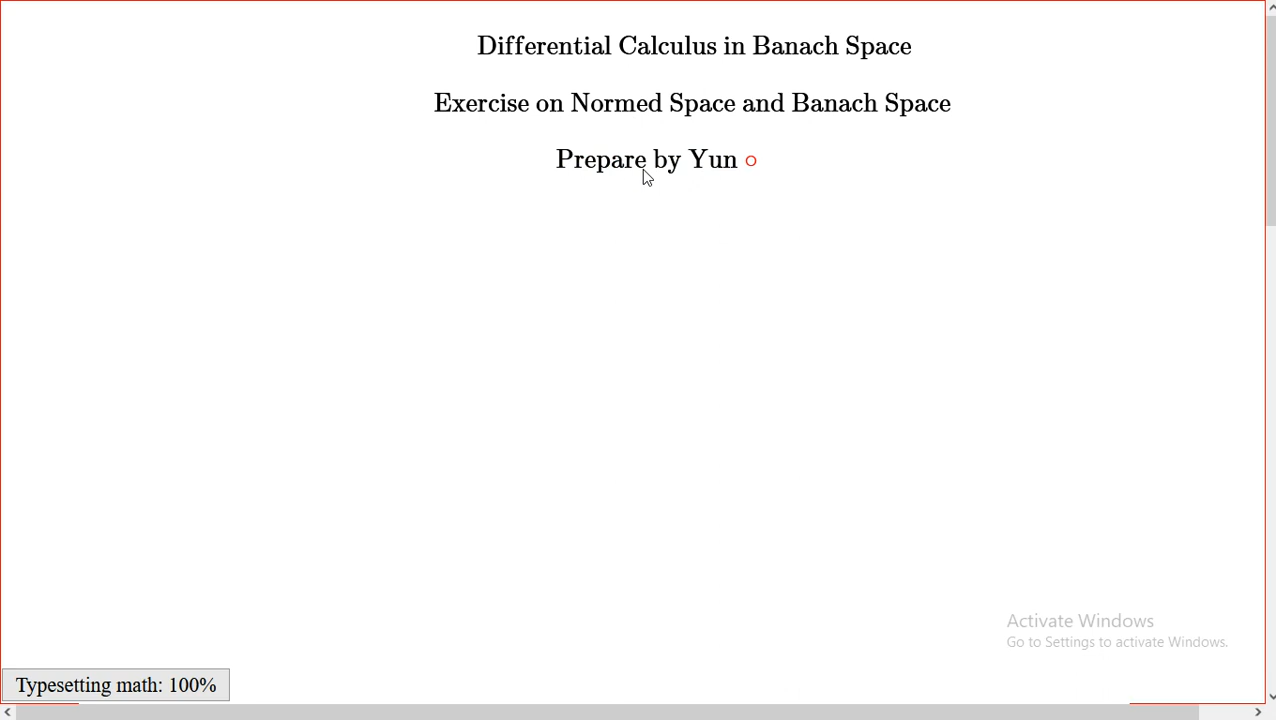 Differential Calculus in Banach Space
Exercise on Normed Space and Banach Space
Prepare by Yun o
Activate Windows
Go to Settings to activate Windows.
Typesetting math: 100%